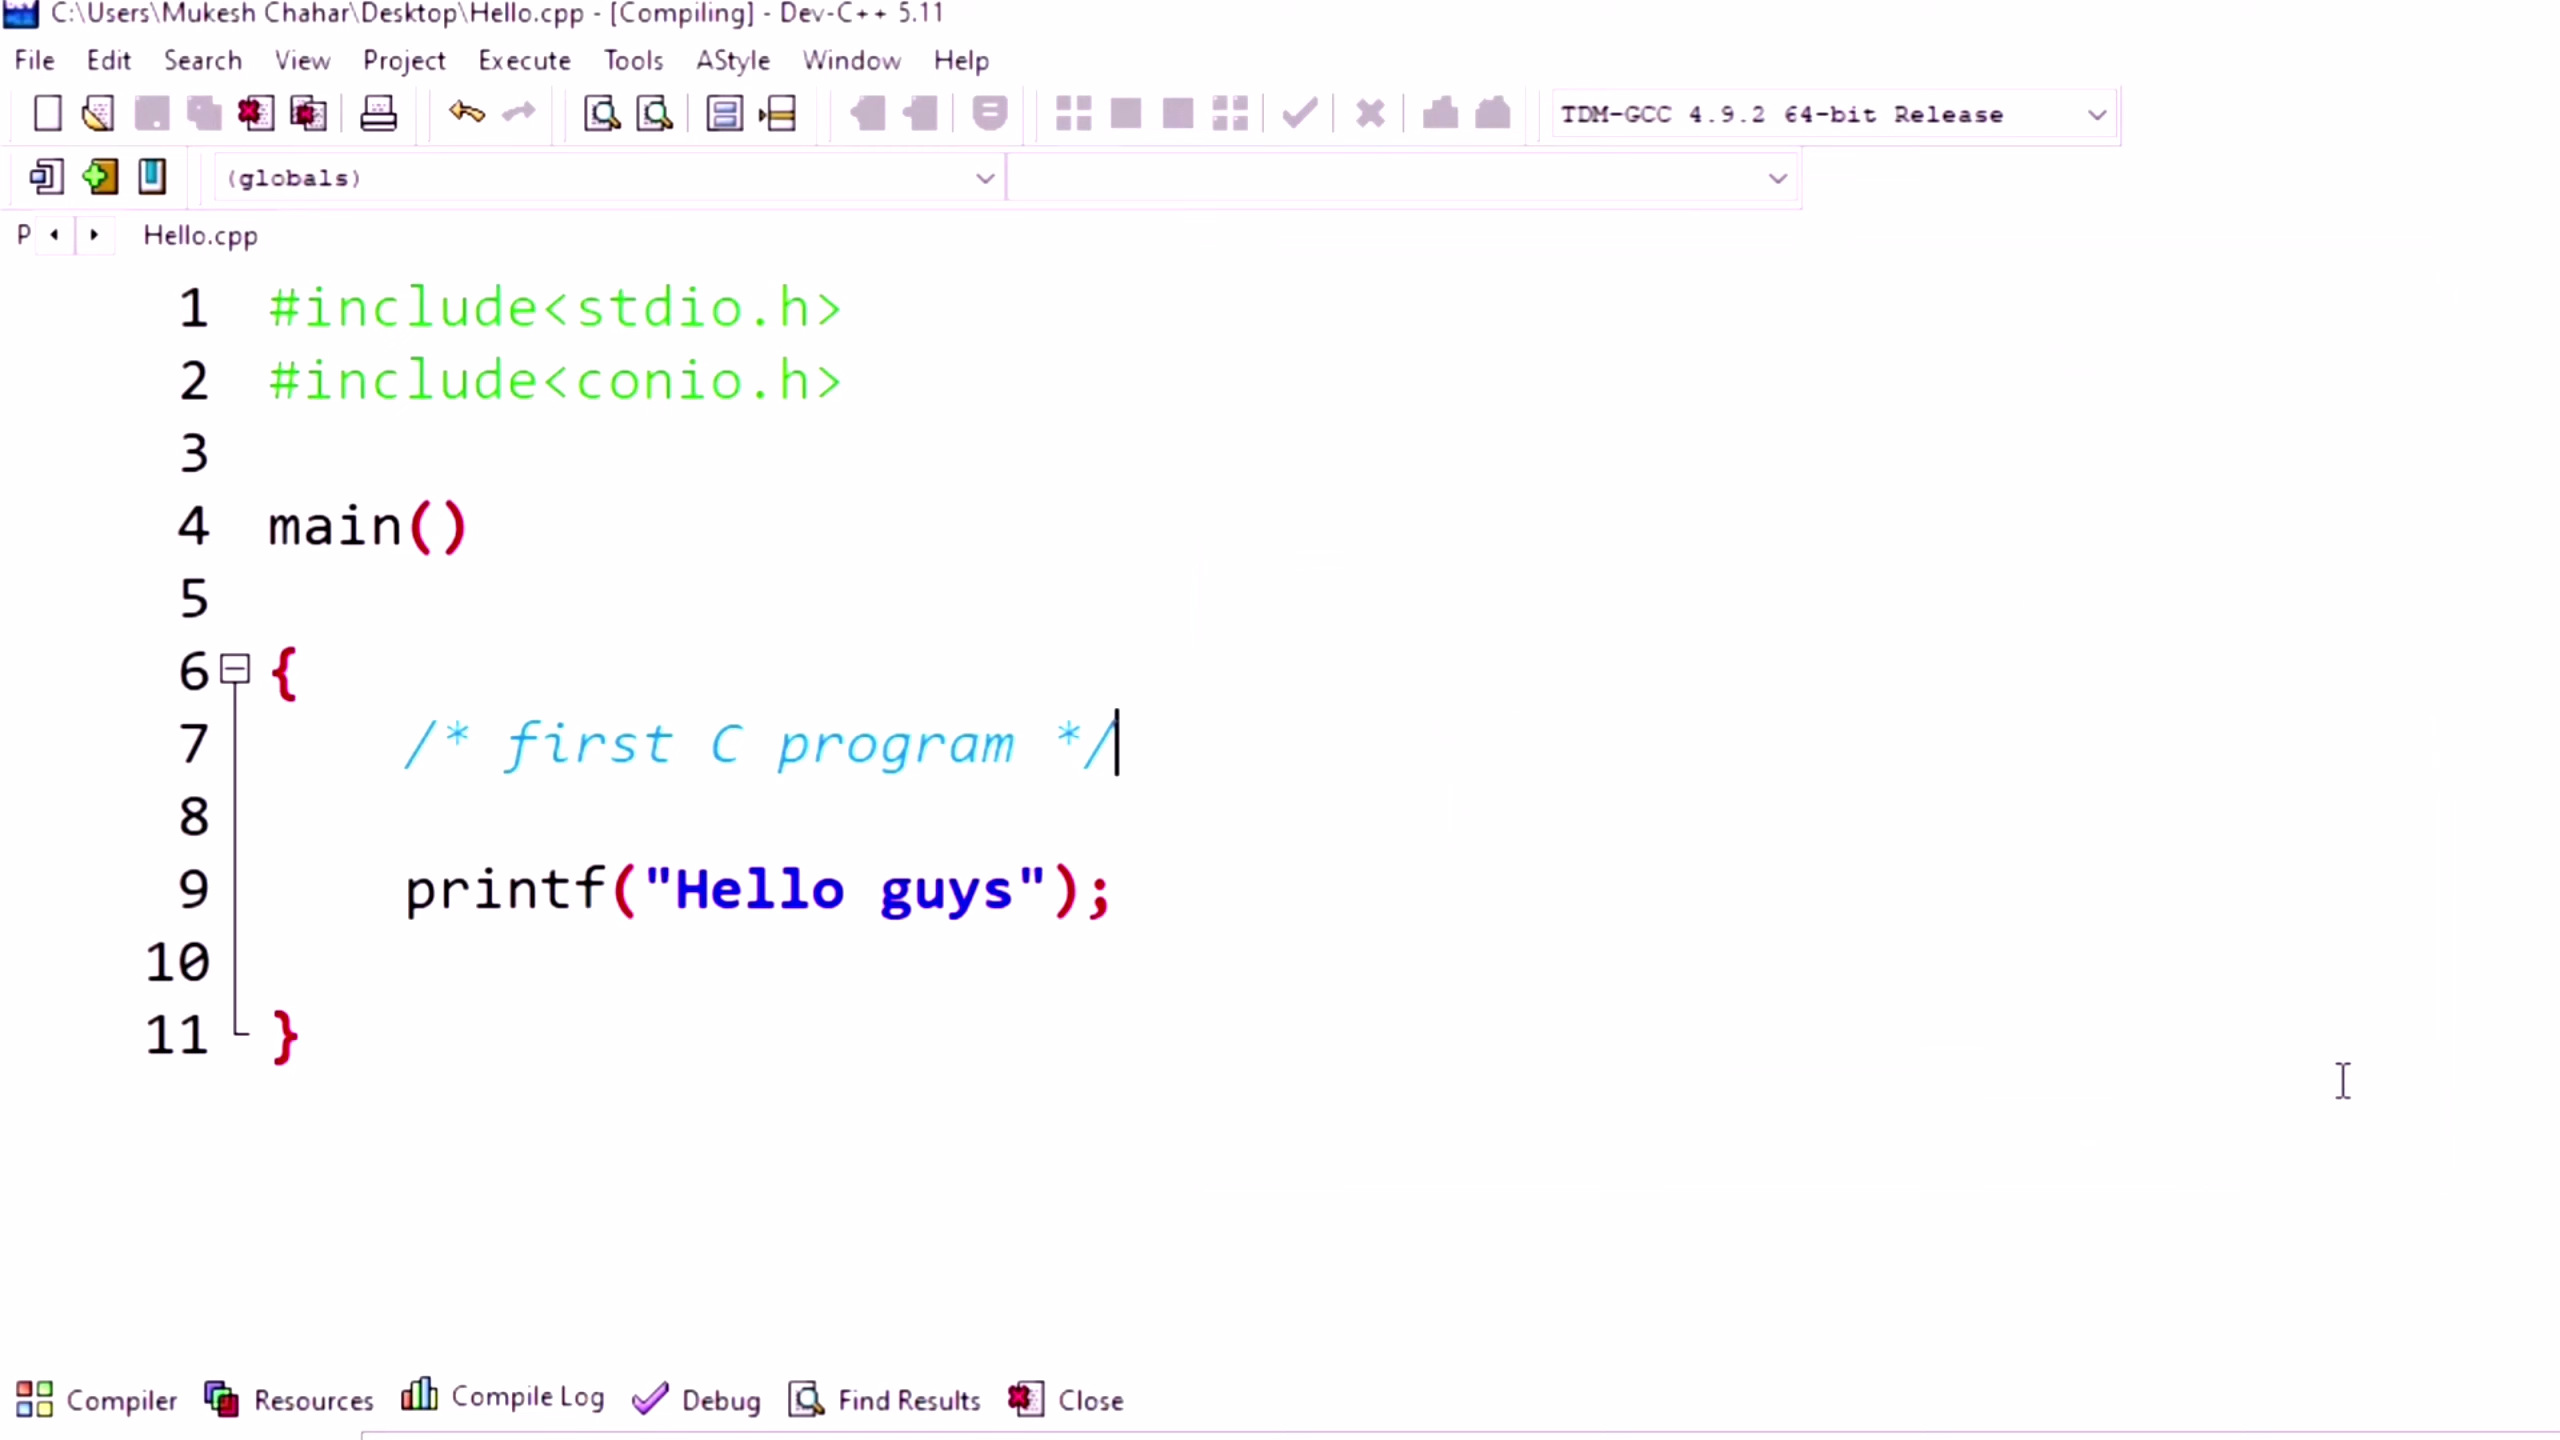 C:\Users\Mukesh Chahar\Desktop\Hello.cpp - [Compiling] - Dev-C++ 5.11
File Edit Search View Project Execute Tools AStyle Window Help
TDM-GCC 4.9.2 64-bit Release
(globals)
P Hello.cpp
1 #include<stdio.h>
2 #include<conio.h>
3
4 main()
5
6 {
7 /* first C program */
8
9 printf("Hello guys");
10
11 }
Compiler Resources Compile Log Debug Find Results Close